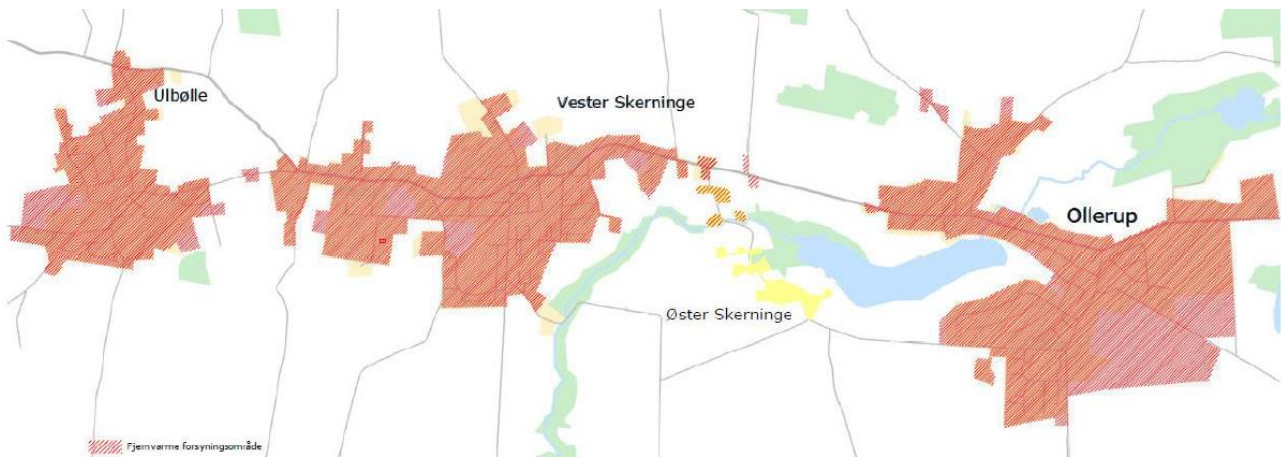 Ulbølle
Vester Skerninge
Ollerup
Øster Skerninge
Fjernvarme forsyningsområde